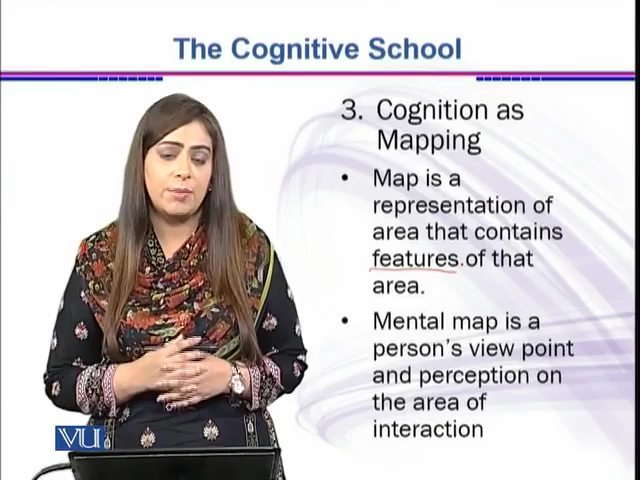 The Cognitive School
3. Cognition as
Mapping
• Map is a
representation of
area that contains
features of that
area.
• Mental map is a
person's view point
and perception on
the area of
interaction
VU